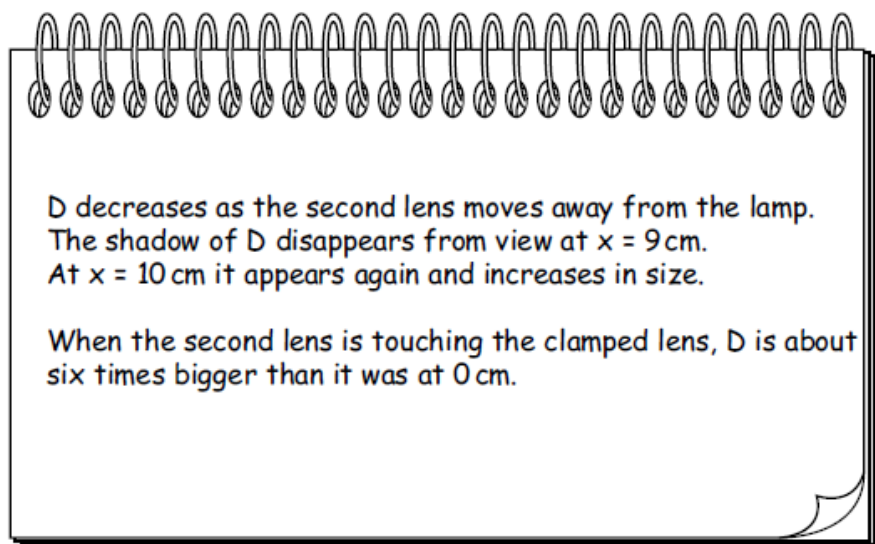 D decreases as the second lens moves away from the lamp.
The shadow of D disappears from view at x = 9 cm.
At x = 10 cm it appears again and increases in size.
When the second lens is touching the clamped lens, D is about
six times bigger than it was at 0 cm.